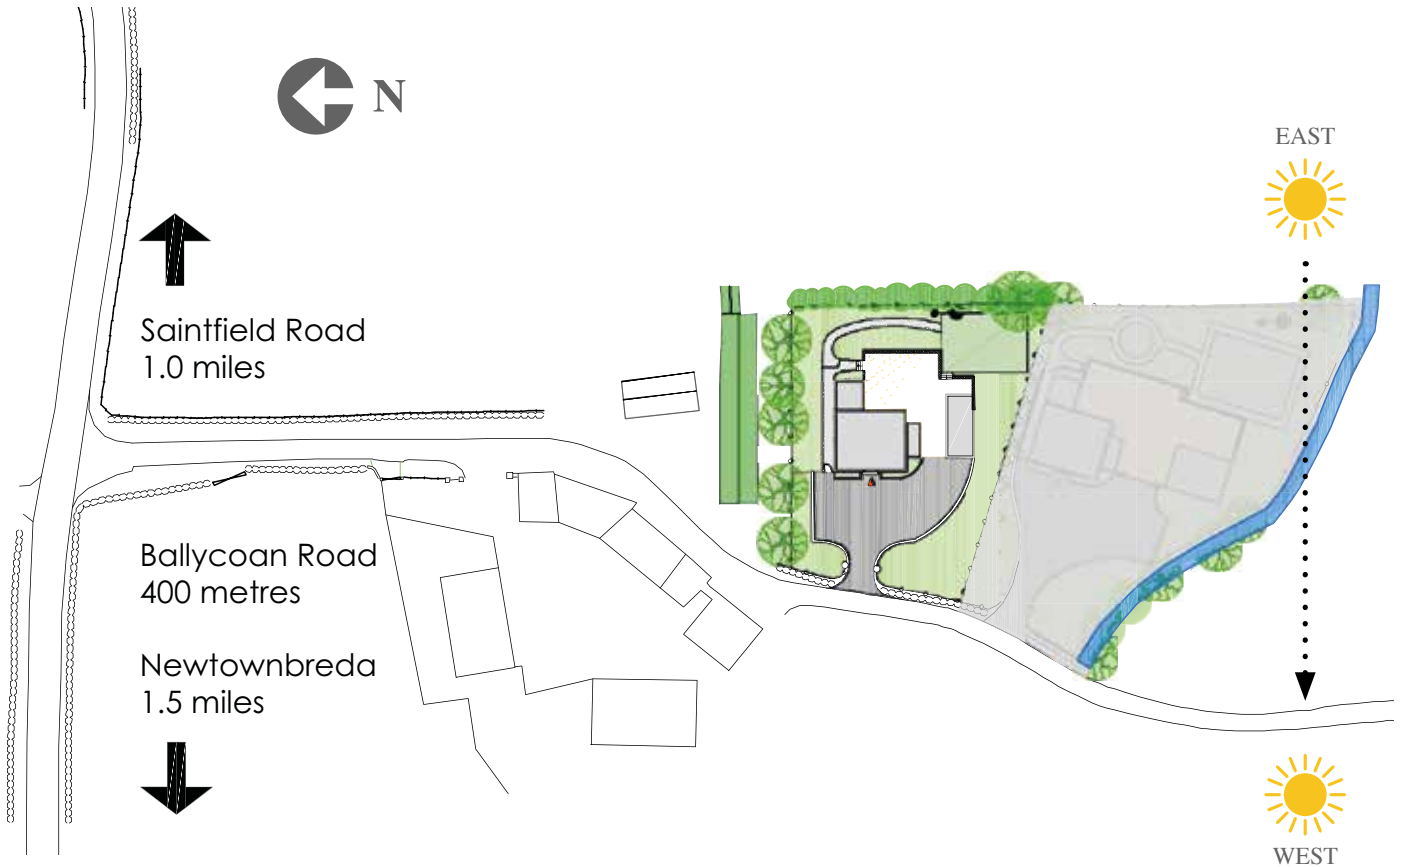 N
EAST
Saintfield Road
1.0 miles
Ballycoan Road
400 metres
Newtownbreda
1.5 miles
WEST